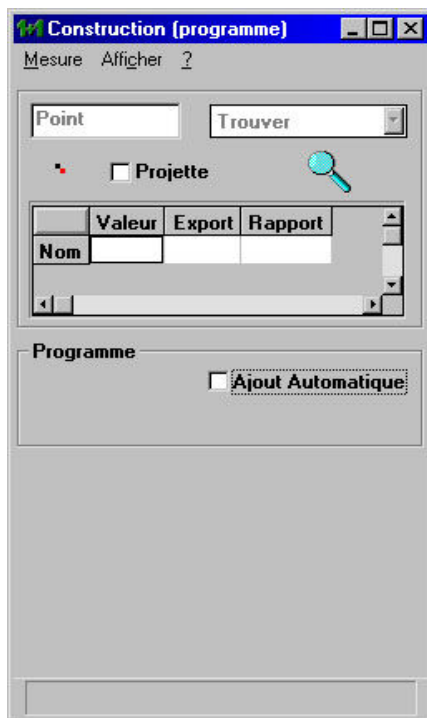 Construction (programme)
Mesure Afficher ?
Point Trouver
Projette
Valeur Export Rapport
Nom
Programme
Ajout Automatique